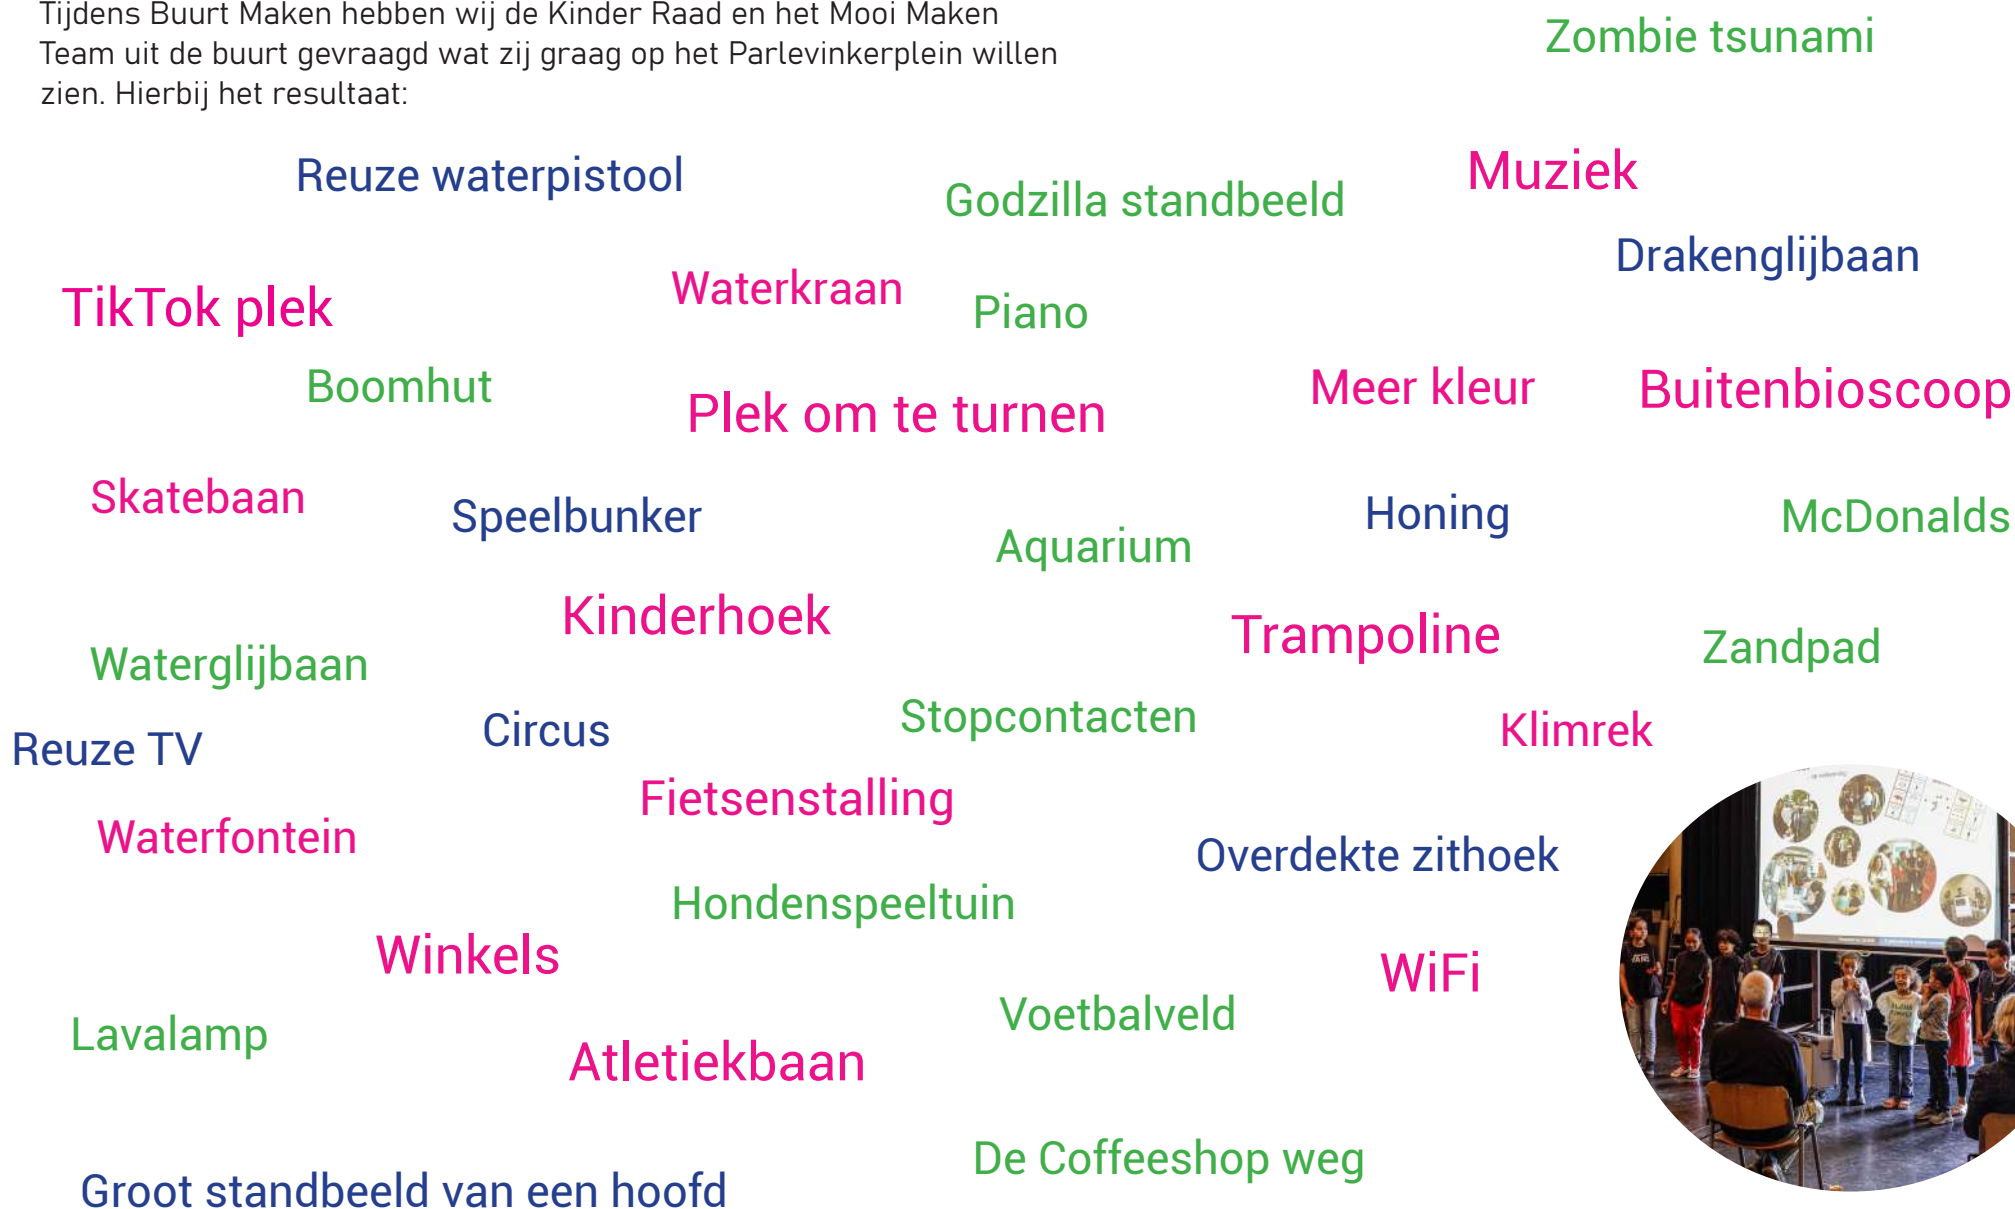 Tijdens Buurt Maken hebben wij de Kinder Raad en het Mooi Maken
Team uit de buurt gevraagd wat zij graag op het Parlevinkerplein willen
zien. Hierbij het resultaat:
Zombie tsunami
Reuze waterpistool
Godzilla standbeeld
Muziek
Drakenglijbaan
TikTok plek
Waterkraan
Piano
Boomhut
Plek om te turnen
Meer kleur
Buitenbioscoop
Skatebaan
Speelbunker
Aquarium
Honing
McDonalds
Kinderhoek
Trampoline
Zandpad
Waterglijbaan
Stopcontacten
Klimrek
Reuze TV
Circus
Fietsenstalling
Waterfontein
Overdekte zithoek
Hondenspeeltuin
Winkels
WiFi
Voetbalveld
Lavalamp
Atletiekbaan
De Coffeeshop weg
Groot standbeeld van een hoofd